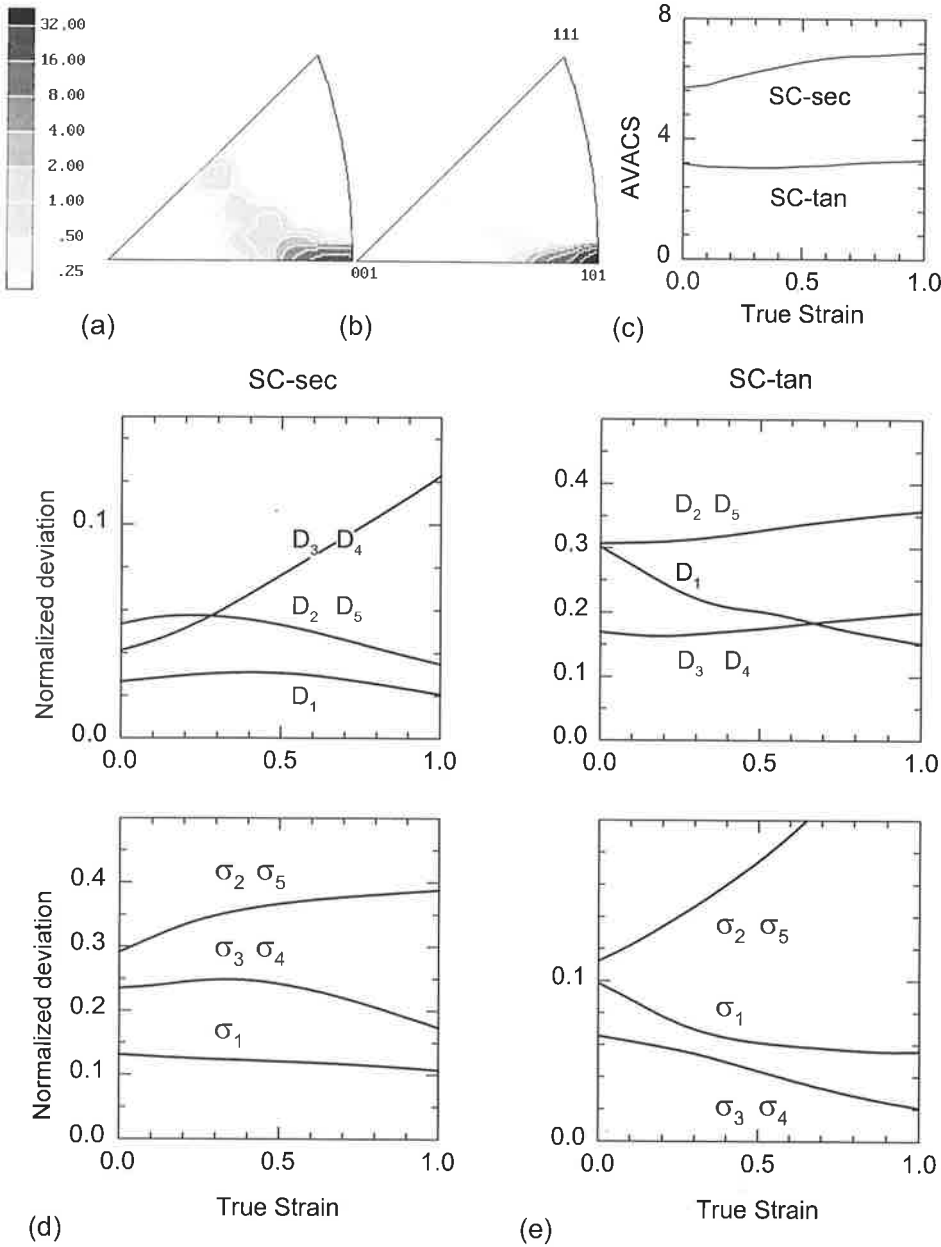 32.00
16.00
8.00
4.00
2.00
1.00
.50
.25
001
(a)
111
101
(b)
8
4
0
AVACS
SC-sec
SC-tan
0.0 0.5 1.0
True Strain
(c)
SC-sec
Normalized deviation
0.1
0.0
D3 D4
D2 D5
D1
0.0 0.5 1.0
SC-tan
0.4
0.3
0.2
0.1
0.0
D2 D5
D1
D3 D4
0.0 0.5 1.0
Normalized deviation
0.4
0.3
0.2
0.1
0.0
σ2 σ5
σ3 σ4
σ1
0.0 0.5 1.0
True Strain
(d)
0.1
0.0
σ2 σ5
σ1
σ3 σ4
0.0 0.5 1.0
True Strain
(e)